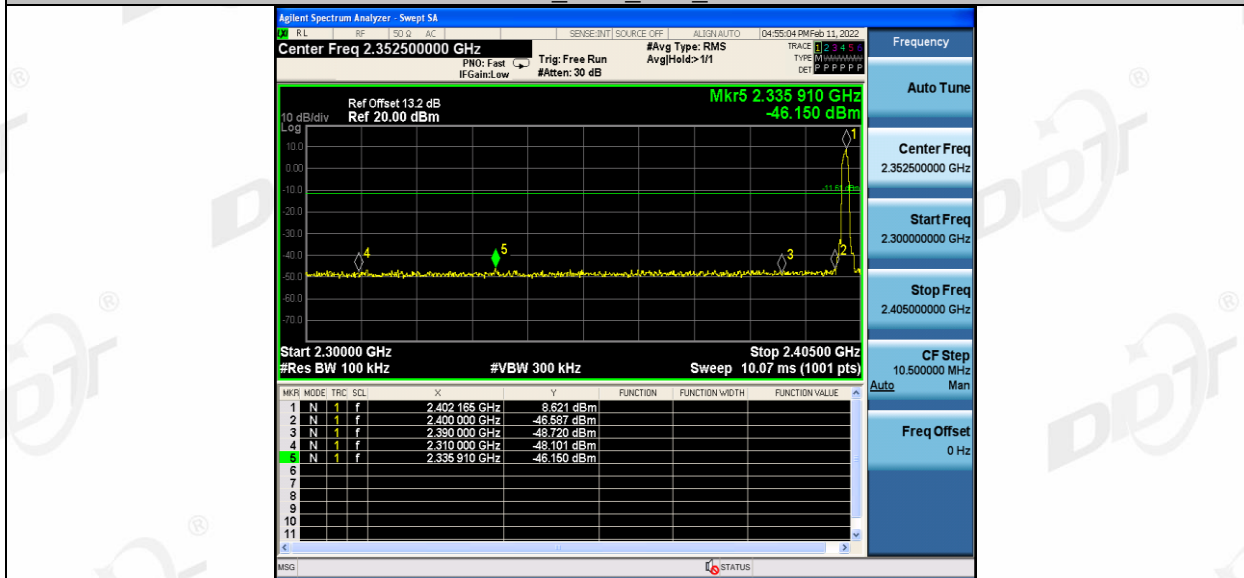 Agilent Spectrum Analyzer - Swept SA
RL RF 50 Ω AC SENSE:INT SOURCE OFF ALIGN AUTO 04:55:04 PM Feb 11, 2022
Center Freq 2.352500000 GHz
PNO: Fast
IFGain:Low
Trig: Free Run
#Atten: 30 dB
#Avg Type: RMS
Avg|Hold:>1/1
TRACE 1 2 3 4 5 6
TYPE M
DET P P P P P P
Frequency
Auto Tune
Center Freq
2.352500000 GHz
Start Freq
2.300000000 GHz
Stop Freq
2.405000000 GHz
CF Step
10.500000 MHz
Auto Man
Freq Offset
0 Hz
Mkr5 2.335 910 GHz
-46.150 dBm
Ref Offset 13.2 dB
10 dB/div Ref 20.00 dBm
Log
10.0
0.00
-10.0
-20.0
-30.0
-40.0
-50.0
-60.0
-70.0
1
2
3
4
5
Start 2.30000 GHz Stop 2.40500 GHz
#Res BW 100 kHz #VBW 300 kHz Sweep 10.07 ms (1001 pts)
MKR MODE TRC SCL X Y FUNCTION FUNCTION WIDTH FUNCTION VALUE
1 N 1 f 2.402 165 GHz 8.621 dBm
2 N 1 f 2.400 000 GHz -46.587 dBm
3 N 1 f 2.390 000 GHz -48.720 dBm
4 N 1 f 2.310 000 GHz -48.101 dBm
5 N 1 f 2.335 910 GHz -46.150 dBm
6
7
8
9
10
11
MSG STATUS
DDT ®